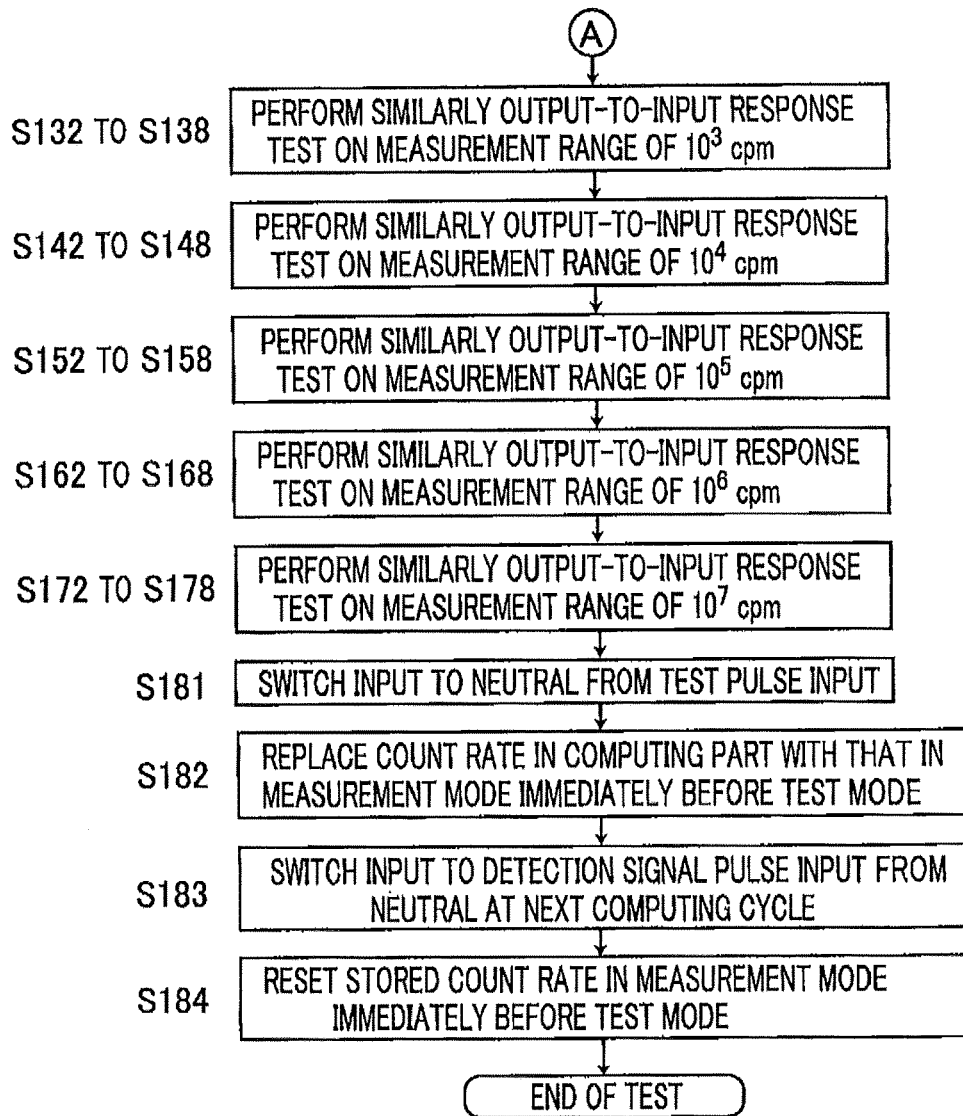 A
S132 TO S138
PERFORM SIMILARLY OUTPUT-TO-INPUT RESPONSE
TEST ON MEASUREMENT RANGE OF 10³ cpm
S142 TO S148
PERFORM SIMILARLY OUTPUT-TO-INPUT RESPONSE
TEST ON MEASUREMENT RANGE OF 10⁴ cpm
S152 TO S158
PERFORM SIMILARLY OUTPUT-TO-INPUT RESPONSE
TEST ON MEASUREMENT RANGE OF 10⁵ cpm
S162 TO S168
PERFORM SIMILARLY OUTPUT-TO-INPUT RESPONSE
TEST ON MEASUREMENT RANGE OF 10⁶ cpm
S172 TO S178
PERFORM SIMILARLY OUTPUT-TO-INPUT RESPONSE
TEST ON MEASUREMENT RANGE OF 10⁷ cpm
S181
SWITCH INPUT TO NEUTRAL FROM TEST PULSE INPUT
S182
REPLACE COUNT RATE IN COMPUTING PART WITH THAT IN
MEASUREMENT MODE IMMEDIATELY BEFORE TEST MODE
S183
SWITCH INPUT TO DETECTION SIGNAL PULSE INPUT FROM
NEUTRAL AT NEXT COMPUTING CYCLE
S184
RESET STORED COUNT RATE IN MEASUREMENT MODE
IMMEDIATELY BEFORE TEST MODE
END OF TEST